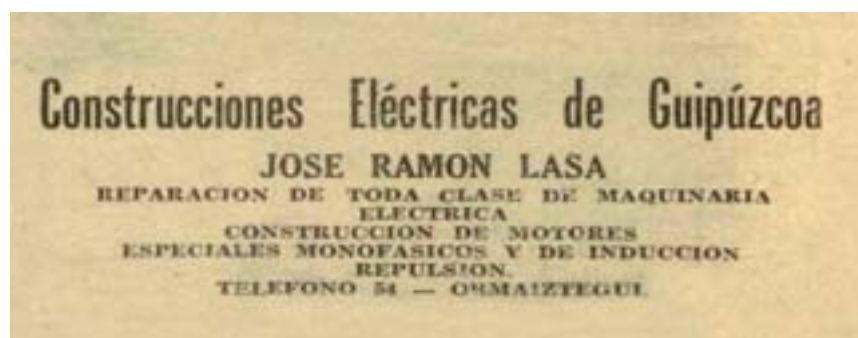 Construcciones Eléctricas de Guipúzcoa
JOSE RAMON LASA
REPARACION DE TODA CLASE DE MAQUINARIA
ELECTRICA
CONSTRUCCION DE MOTORES
ESPECIALES MONOFASICOS Y DE INDUCCION
REPULSION.
TELEFONO 54 — ORMAIZTEGUI.